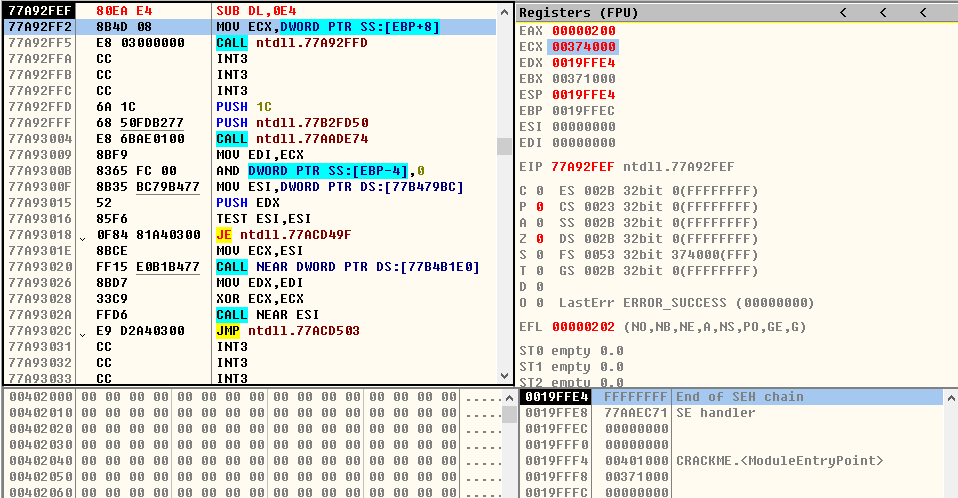 77A92FEF 80EA E4 SUB DL,0E4
77A92FF2 8B4D 08 MOV ECX,DWORD PTR SS:[EBP+8]
77A92FF5 E8 03000000 CALL ntdll.77A92FFD
77A92FFA CC INT3
77A92FFB CC INT3
77A92FFC CC INT3
77A92FFD 6A 1C PUSH 1C
77A92FFF 68 50FDB277 PUSH ntdll.77B2FD50
77A93004 E8 6BAE0100 CALL ntdll.77AADE74
77A93009 8BF9 MOV EDI,ECX
77A9300B 8365 FC 00 AND DWORD PTR SS:[EBP-4],0
77A9300F 8B35 BC79B477 MOV ESI,DWORD PTR DS:[77B479BC]
77A93015 52 PUSH EDX
77A93016 85F6 TEST ESI,ESI
77A93018 0F84 81A40300 JE ntdll.77ACD49F
77A9301E 8BCE MOV ECX,ESI
77A93020 FF15 E0B1B477 CALL NEAR DWORD PTR DS:[77B4B1E0]
77A93026 8BD7 MOV EDX,EDI
77A93028 33C9 XOR ECX,ECX
77A9302A FFD6 CALL NEAR ESI
77A9302C E9 D2A40300 JMP ntdll.77ACD503
77A93031 CC INT3
77A93032 CC INT3
77A93033 CC INT3
Registers (FPU) < < <
EAX 00000200
ECX 00374000
EDX 0019FFE4
EBX 00371000
ESP 0019FFE4
EBP 0019FFEC
ESI 00000000
EDI 00000000
EIP 77A92FEF ntdll.77A92FEF
C 0 ES 002B 32bit 0(FFFFFFFF)
P 0 CS 0023 32bit 0(FFFFFFFF)
A 0 SS 002B 32bit 0(FFFFFFFF)
Z 0 DS 002B 32bit 0(FFFFFFFF)
S 0 FS 0053 32bit 374000(FFF)
T 0 GS 002B 32bit 0(FFFFFFFF)
D 0
O 0 LastErr ERROR_SUCCESS (00000000)
EFL 00000202 (NO,NB,NE,A,NS,PO,GE,G)
ST0 empty 0.0
ST1 empty 0.0
ST2 empty 0.0
00402000 00 00 00 00 00 00 00 00 00 00 00 00 00 00 00 00 .....
00402010 00 00 00 00 00 00 00 00 00 00 00 00 00 00 00 00 .....
00402020 00 00 00 00 00 00 00 00 00 00 00 00 00 00 00 00 .....
00402030 00 00 00 00 00 00 00 00 00 00 00 00 00 00 00 00 .....
00402040 00 00 00 00 00 00 00 00 00 00 00 00 00 00 00 00 .....
00402050 00 00 00 00 00 00 00 00 00 00 00 00 00 00 00 00 .....
00402060 00 00 00 00 00 00 00 00 00 00 00 00 00 00 00 00 .....
0019FFE4 FFFFFFFF End of SEH chain
0019FFE8 77AAEC71 SE handler
0019FFEC 00000000
0019FFF0 00000000
0019FFF4 00401000 CRACKME.<ModuleEntryPoint>
0019FFF8 00371000
0019FFFC 00000000